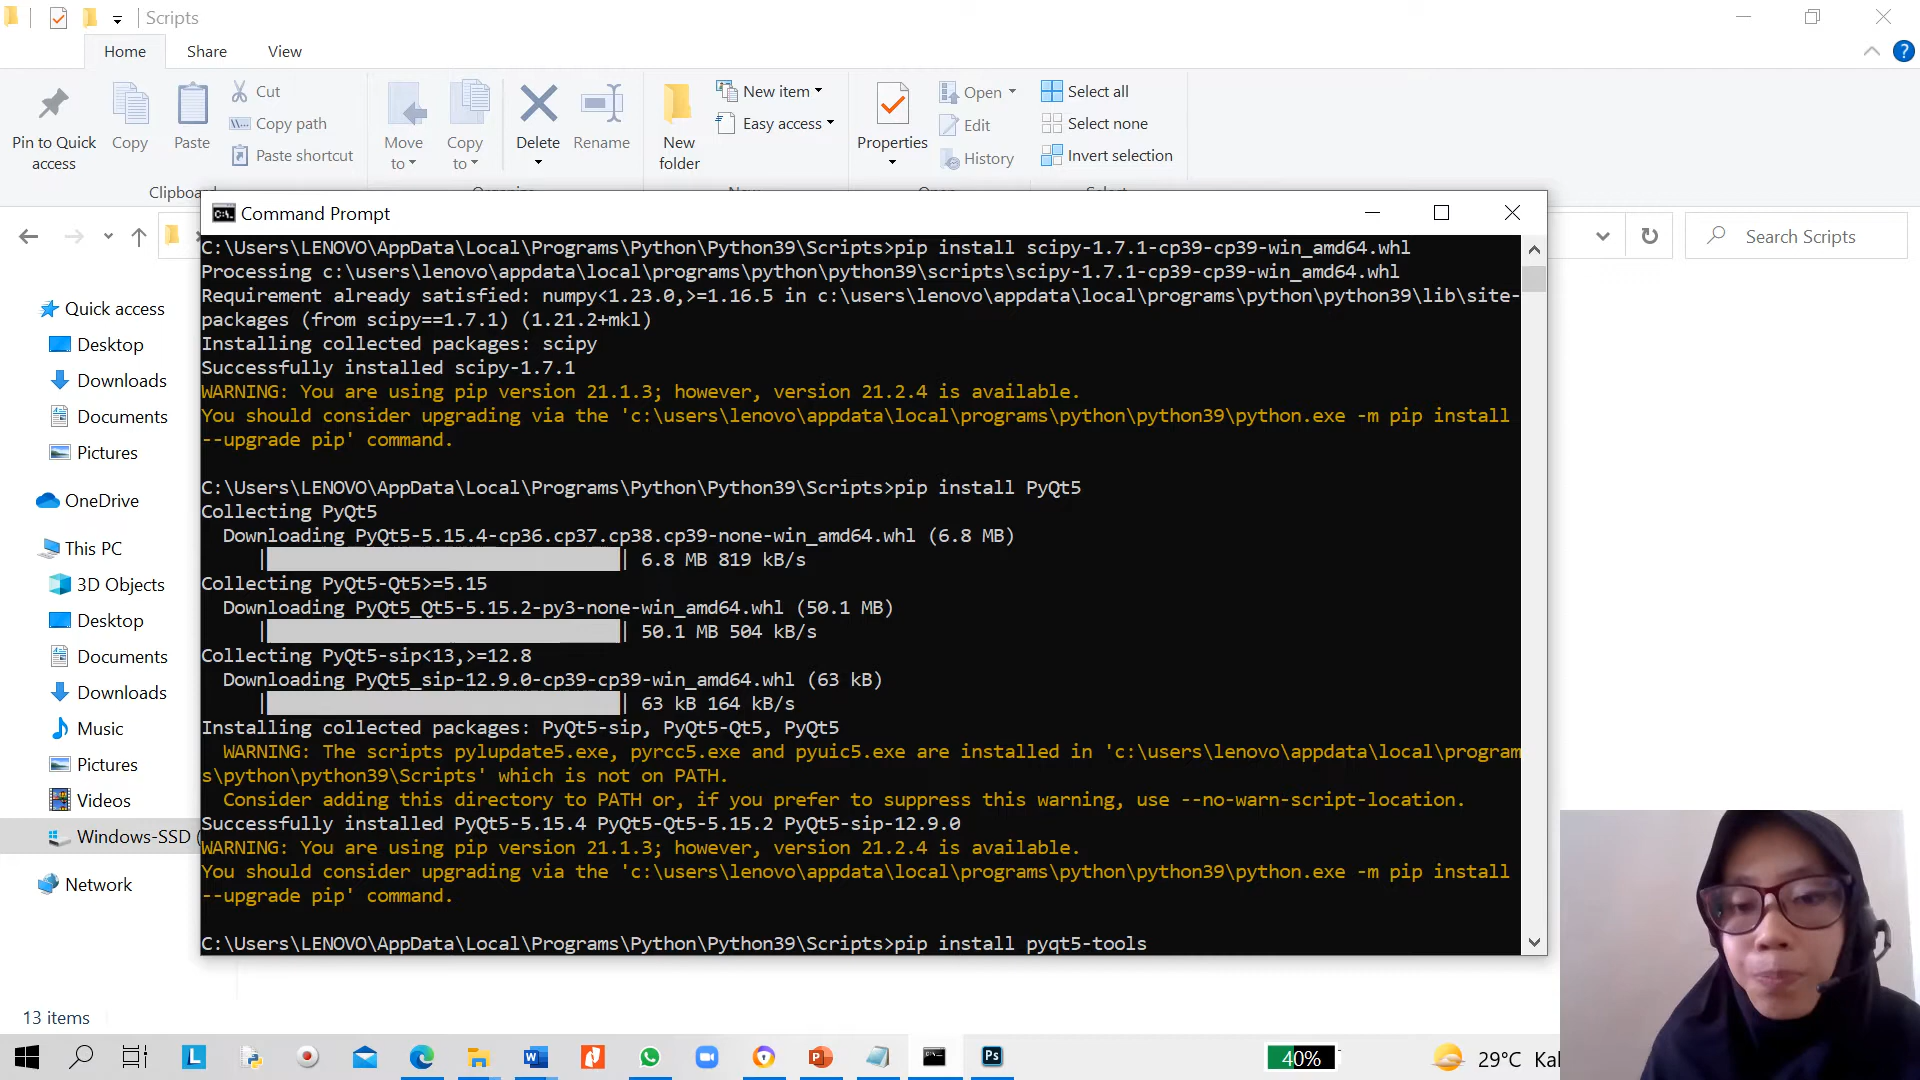 Scripts
Home Share View
Pin to Quick access
Copy
Paste
Cut
Copy path
Paste shortcut
Move to
Copy to
Delete
Rename
New folder
New item
Easy access
Properties
Open
Edit
History
Select all
Select none
Invert selection
Command Prompt
Search Scripts
Quick access
Desktop
Downloads
Documents
Pictures
OneDrive
This PC
3D Objects
Desktop
Documents
Downloads
Music
Pictures
Videos
Windows-SSD (
Network
C:\Users\LENOVO\AppData\Local\Programs\Python\Python39\Scripts>pip install scipy-1.7.1-cp39-cp39-win_amd64.whl
Processing c:\users\lenovo\appdata\local\programs\python\python39\scripts\scipy-1.7.1-cp39-cp39-win_amd64.whl
Requirement already satisfied: numpy<1.23.0,>=1.16.5 in c:\users\lenovo\appdata\local\programs\python\python39\lib\site-
packages (from scipy==1.7.1) (1.21.2+mkl)
Installing collected packages: scipy
Successfully installed scipy-1.7.1
WARNING: You are using pip version 21.1.3; however, version 21.2.4 is available.
You should consider upgrading via the 'c:\users\lenovo\appdata\local\programs\python\python39\python.exe -m pip install
--upgrade pip' command.
C:\Users\LENOVO\AppData\Local\Programs\Python\Python39\Scripts>pip install PyQt5
Collecting PyQt5
Downloading PyQt5-5.15.4-cp36.cp37.cp38.cp39-none-win_amd64.whl (6.8 MB)
| | 6.8 MB 819 kB/s
Collecting PyQt5-Qt5>=5.15
Downloading PyQt5_Qt5-5.15.2-py3-none-win_amd64.whl (50.1 MB)
| | 50.1 MB 504 kB/s
Collecting PyQt5-sip<13,>=12.8
Downloading PyQt5_sip-12.9.0-cp39-cp39-win_amd64.whl (63 kB)
| | 63 kB 164 kB/s
Installing collected packages: PyQt5-sip, PyQt5-Qt5, PyQt5
WARNING: The scripts pylupdate5.exe, pyrcc5.exe and pyuic5.exe are installed in 'c:\users\lenovo\appdata\local\program
s\python\python39\Scripts' which is not on PATH.
Consider adding this directory to PATH or, if you prefer to suppress this warning, use --no-warn-script-location.
Successfully installed PyQt5-5.15.4 PyQt5-Qt5-5.15.2 PyQt5-sip-12.9.0
WARNING: You are using pip version 21.1.3; however, version 21.2.4 is available.
You should consider upgrading via the 'c:\users\lenovo\appdata\local\programs\python\python39\python.exe -m pip install
--upgrade pip' command.
C:\Users\LENOVO\AppData\Local\Programs\Python\Python39\Scripts>pip install pyqt5-tools
13 items
40%
29°C Kal